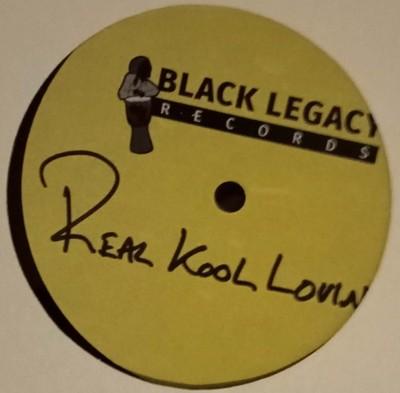 BLACK LEGACY
RECORDS
REAL KOOL LOVIN